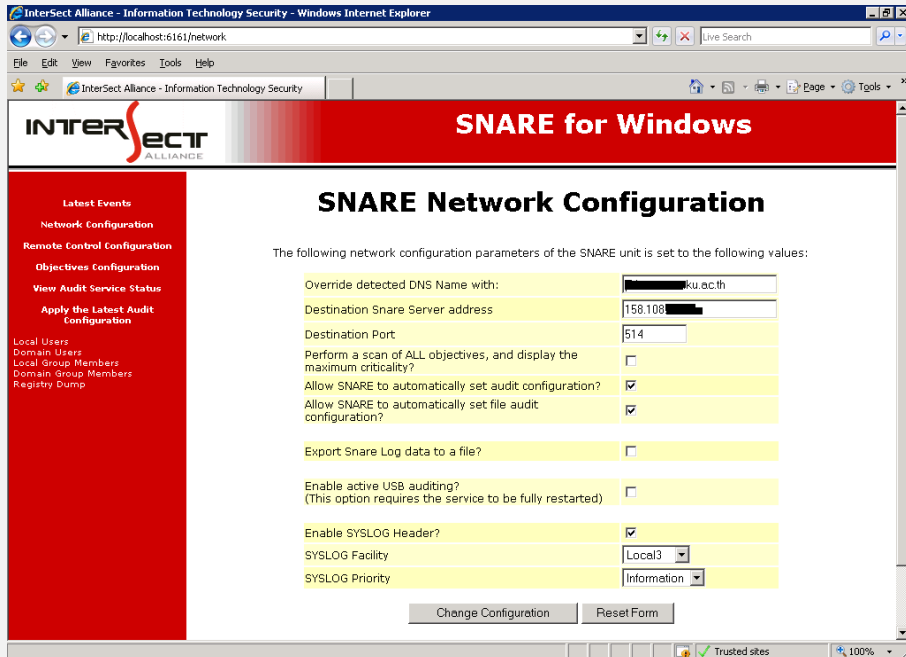 InterSect Alliance - Information Technology Security - Windows Internet Explorer
http://localhost:6161/network
Live Search
File Edit View Favorites Tools Help
InterSect Alliance - Information Technology Security
Page Tools
INTERSECT
ALLIANCE
SNARE for Windows
Latest Events
Network Configuration
Remote Control Configuration
Objectives Configuration
View Audit Service Status
Apply the Latest Audit
Configuration
Local Users
Domain Users
Local Group Members
Domain Group Members
Registry Dump
SNARE Network Configuration
The following network configuration parameters of the SNARE unit is set to the following values:
Override detected DNS Name with: ku.ac.th
Destination Snare Server address 158.108
Destination Port 514
Perform a scan of ALL objectives, and display the
maximum criticality?
Allow SNARE to automatically set audit configuration?
Allow SNARE to automatically set file audit
configuration?
Export Snare Log data to a file?
Enable active USB auditing?
(This option requires the service to be fully restarted)
Enable SYSLOG Header?
SYSLOG Facility Local3
SYSLOG Priority Information
Change Configuration Reset Form
Trusted sites 100%